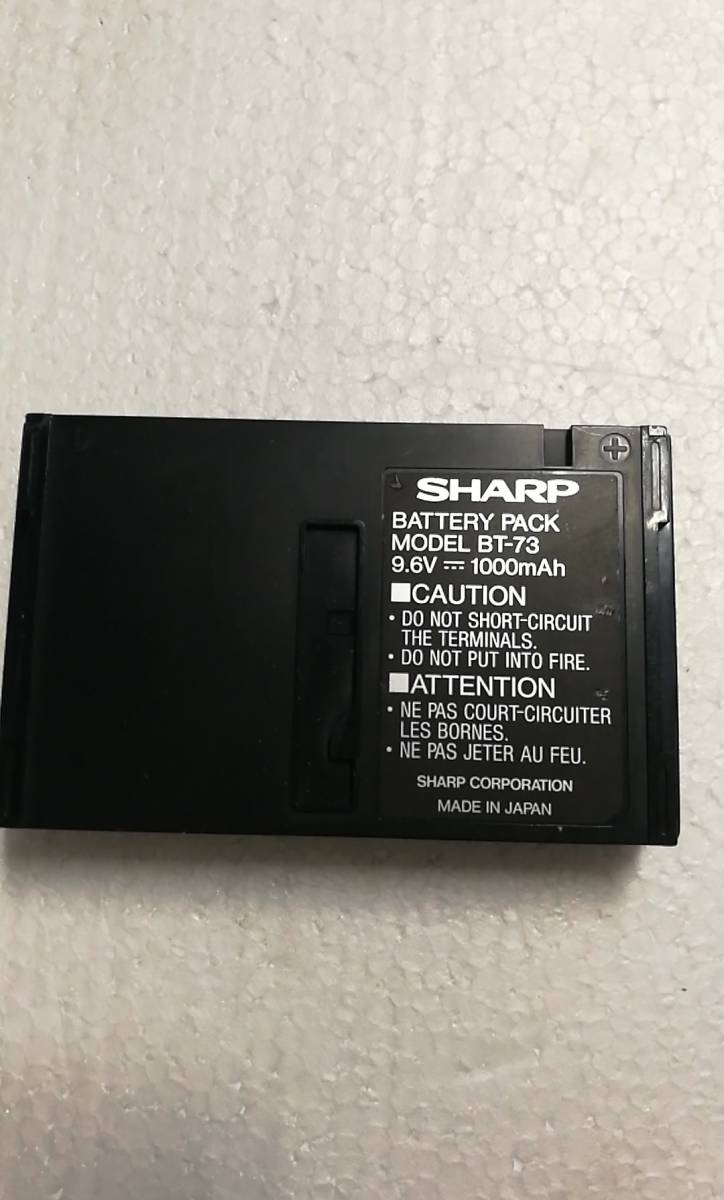 SHARP
BATTERY PACK
MODEL BT-73
9.6V ⎓ 1000mAh
■CAUTION
• DO NOT SHORT-CIRCUIT
THE TERMINALS.
• DO NOT PUT INTO FIRE.
■ATTENTION
• NE PAS COURT-CIRCUITER
LES BORNES.
• NE PAS JETER AU FEU.
SHARP CORPORATION
MADE IN JAPAN